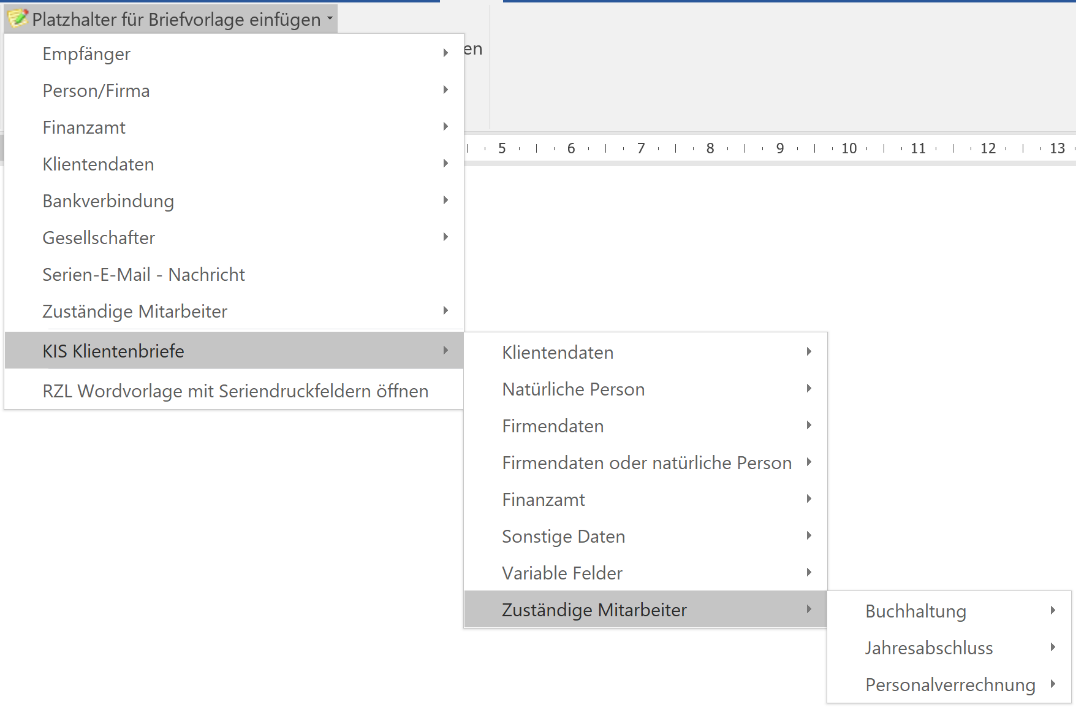 Platzhalter für Briefvorlage einfügen
en
Empfänger
Person/Firma
Finanzamt
Klientendaten
5 6 7 8 9 10 11 12 13
Bankverbindung
Gesellschafter
Serien-E-Mail - Nachricht
Zuständige Mitarbeiter
KIS Klientenbriefe
RZL Wordvorlage mit Seriendruckfeldern öffnen
Klientendaten
Natürliche Person
Firmendaten
Firmendaten oder natürliche Person
Finanzamt
Sonstige Daten
Variable Felder
Zuständige Mitarbeiter
Buchhaltung
Jahresabschluss
Personalverrechnung